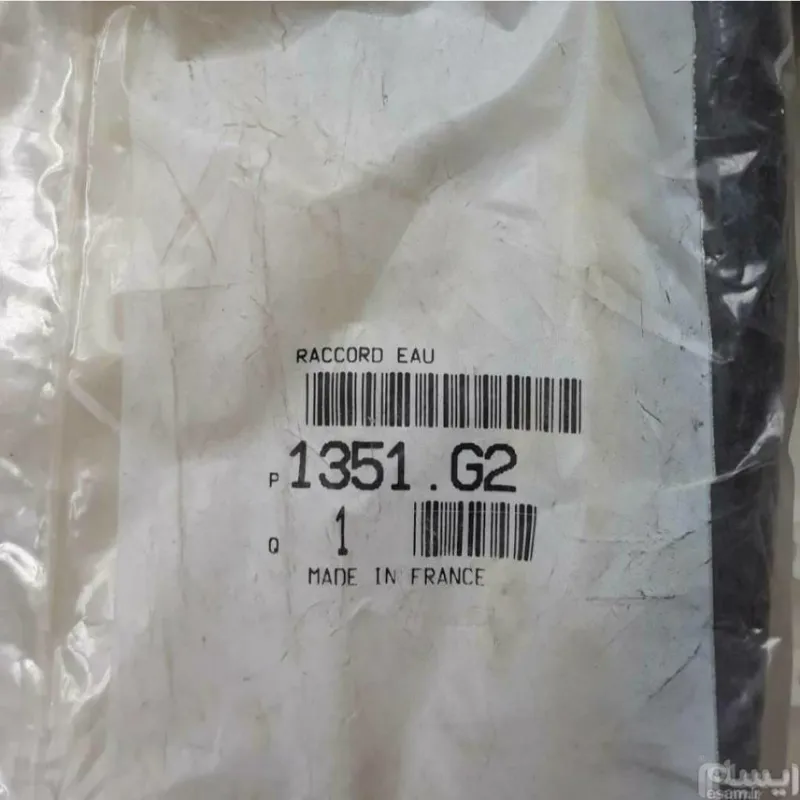 RACCORD EAU
P 1351.G2
Q 1
MADE IN FRANCE
ایسام
esam.ir